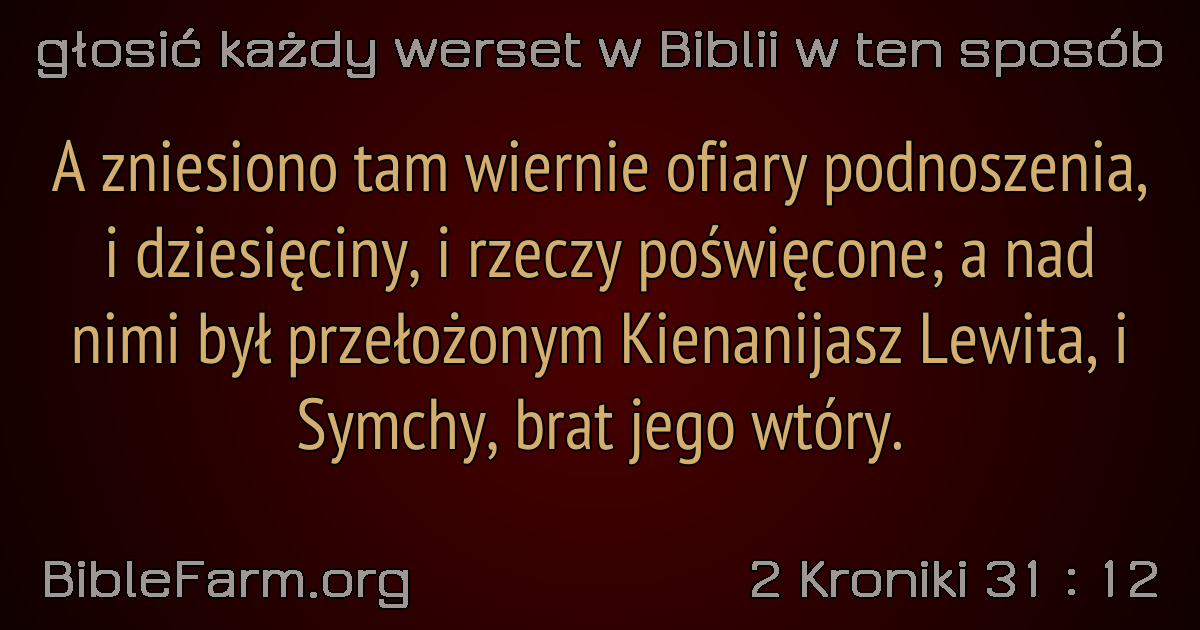 głosić każdy werset w Biblii w ten sposób
A zniesiono tam wiernie ofiary podnoszenia,
i dziesięciny, i rzeczy poświęcone; a nad
nimi był przełożonym Kienanijasz Lewita, i
Symchy, brat jego wtóry.
BibleFarm.org
2 Kroniki 31 : 12